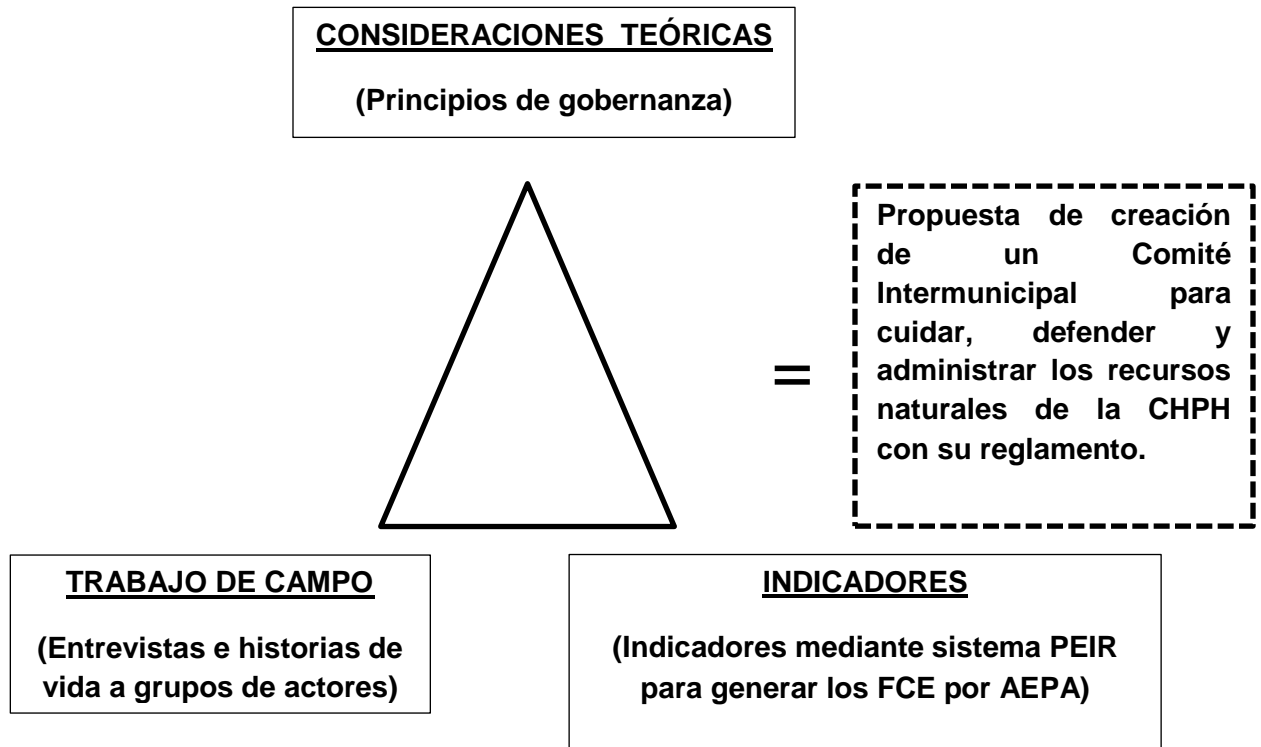 CONSIDERACIONES TEÓRICAS
(Principios de gobernanza)
=
Propuesta de creación
de un Comité
Intermunicipal para
cuidar, defender y
administrar los recursos
naturales de la CHPH
con su reglamento.
TRABAJO DE CAMPO
(Entrevistas e historias de
vida a grupos de actores)
INDICADORES
(Indicadores mediante sistema PEIR
para generar los FCE por AEPA)